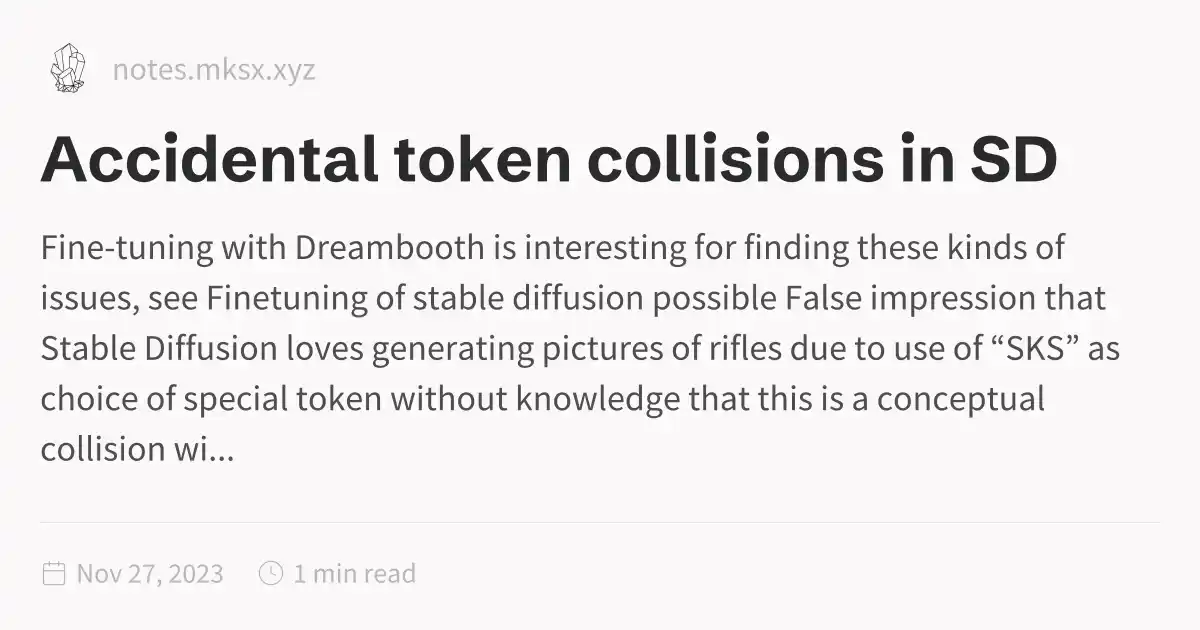 notes.mksx.xyz
Accidental token collisions in SD
Fine-tuning with Dreambooth is interesting for finding these kinds of
issues, see Finetuning of stable diffusion possible False impression that
Stable Diffusion loves generating pictures of rifles due to use of “SKS” as
choice of special token without knowledge that this is a conceptual
collision wi...
Nov 27, 2023 1 min read